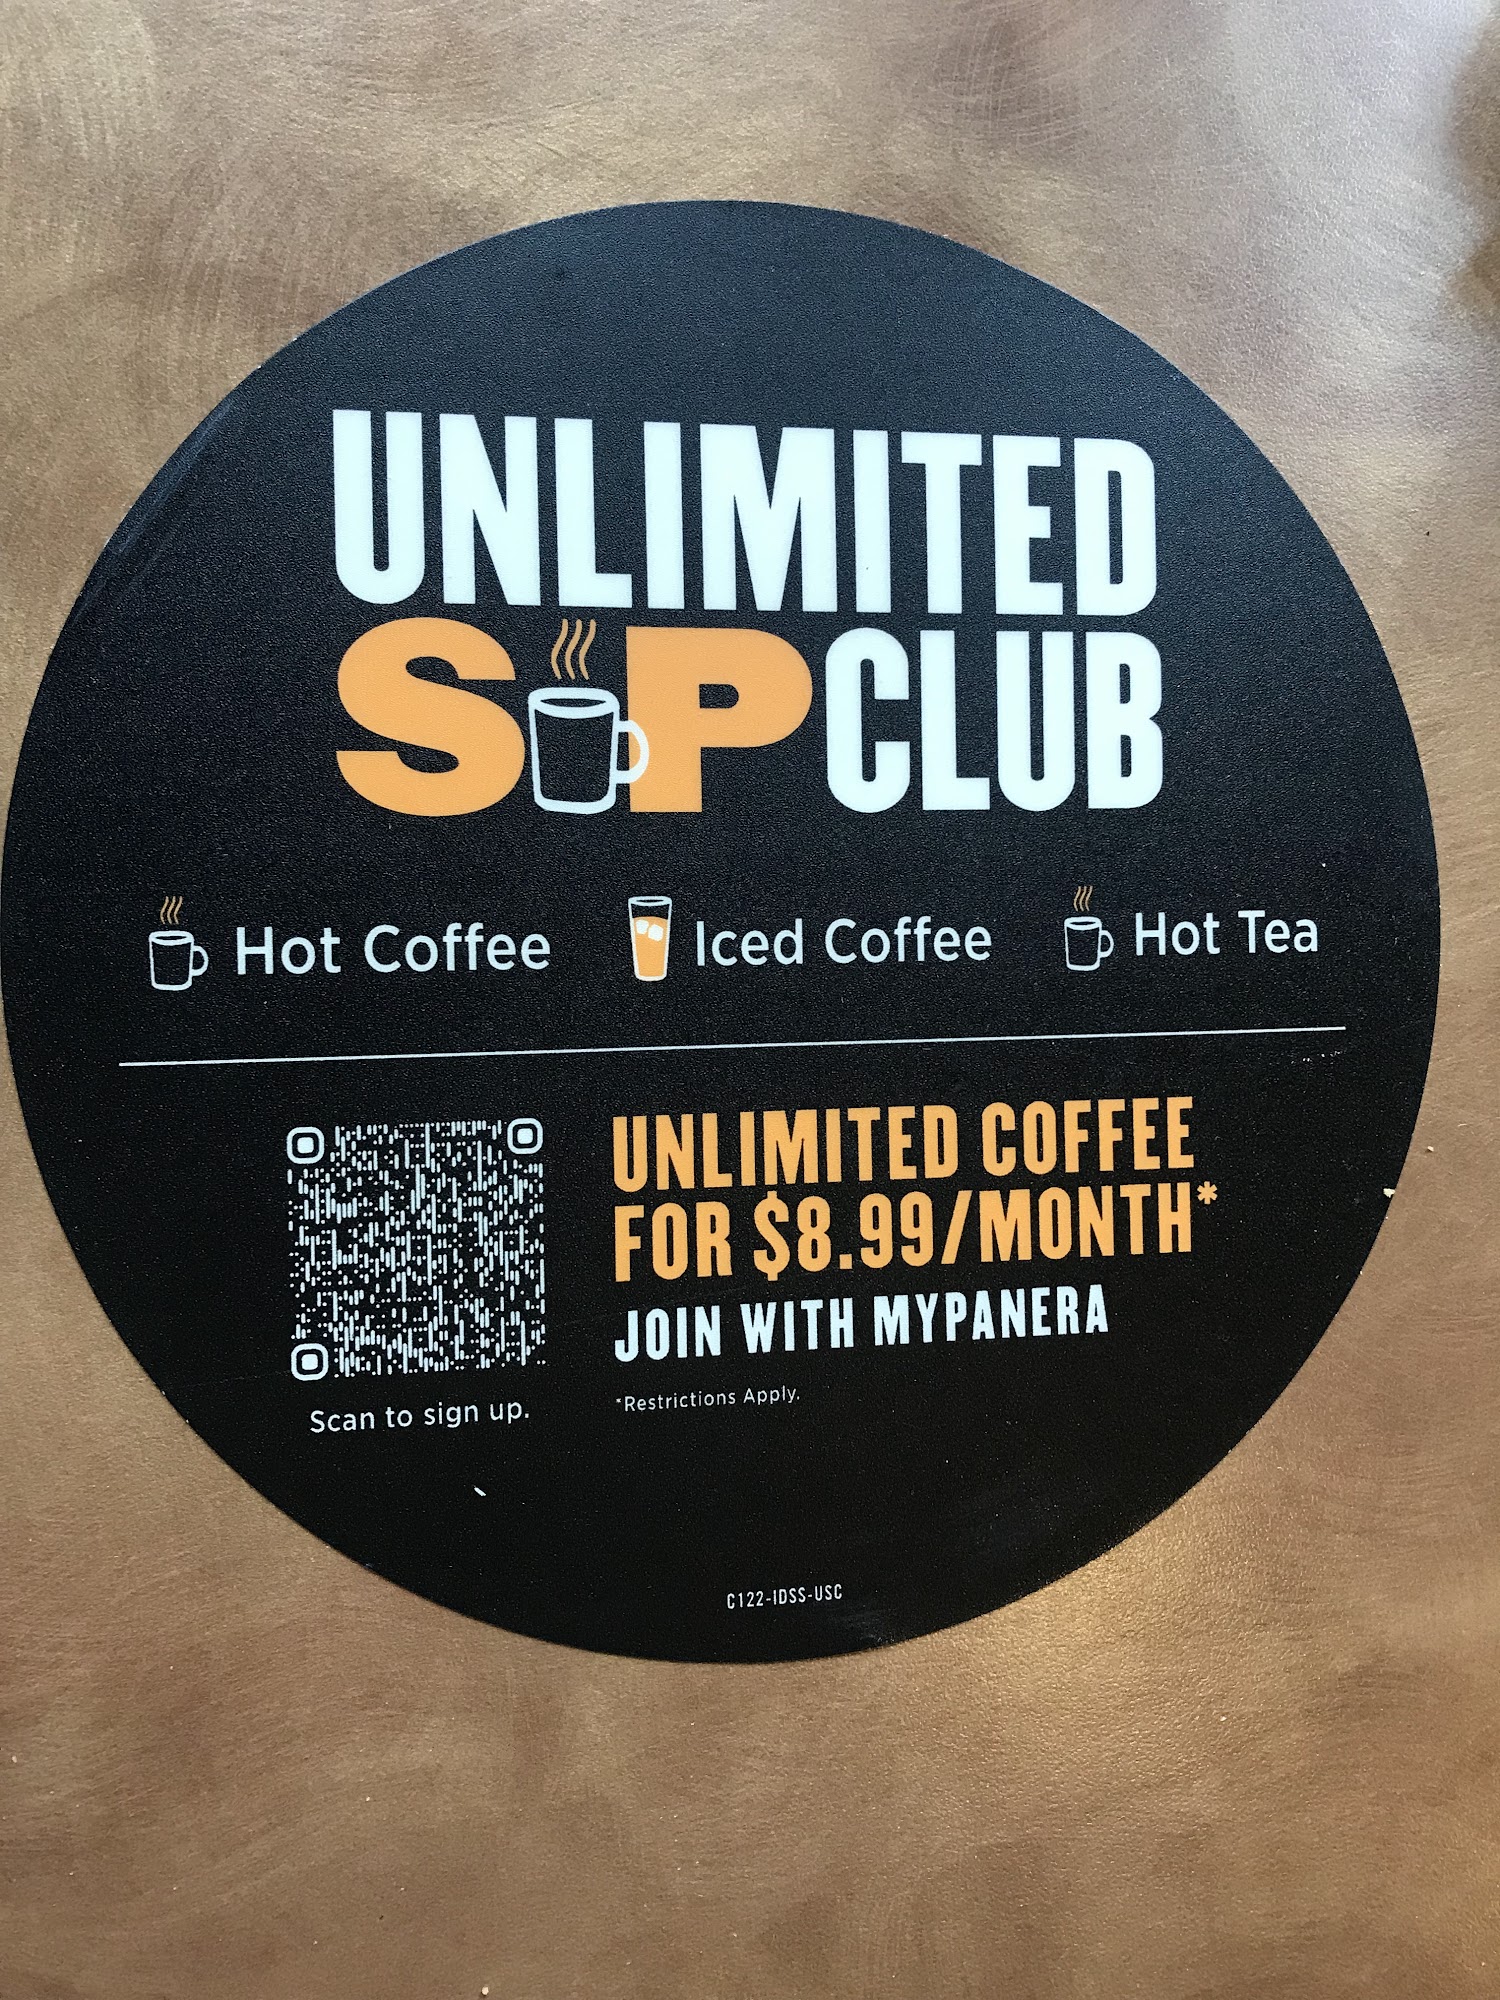 UNLIMITED
SIP CLUB
Hot Coffee Iced Coffee Hot Tea
UNLIMITED COFFEE
FOR $8.99/MONTH*
JOIN WITH MYPANERA
*Restrictions Apply.
Scan to sign up.
C122-IDSS-USC